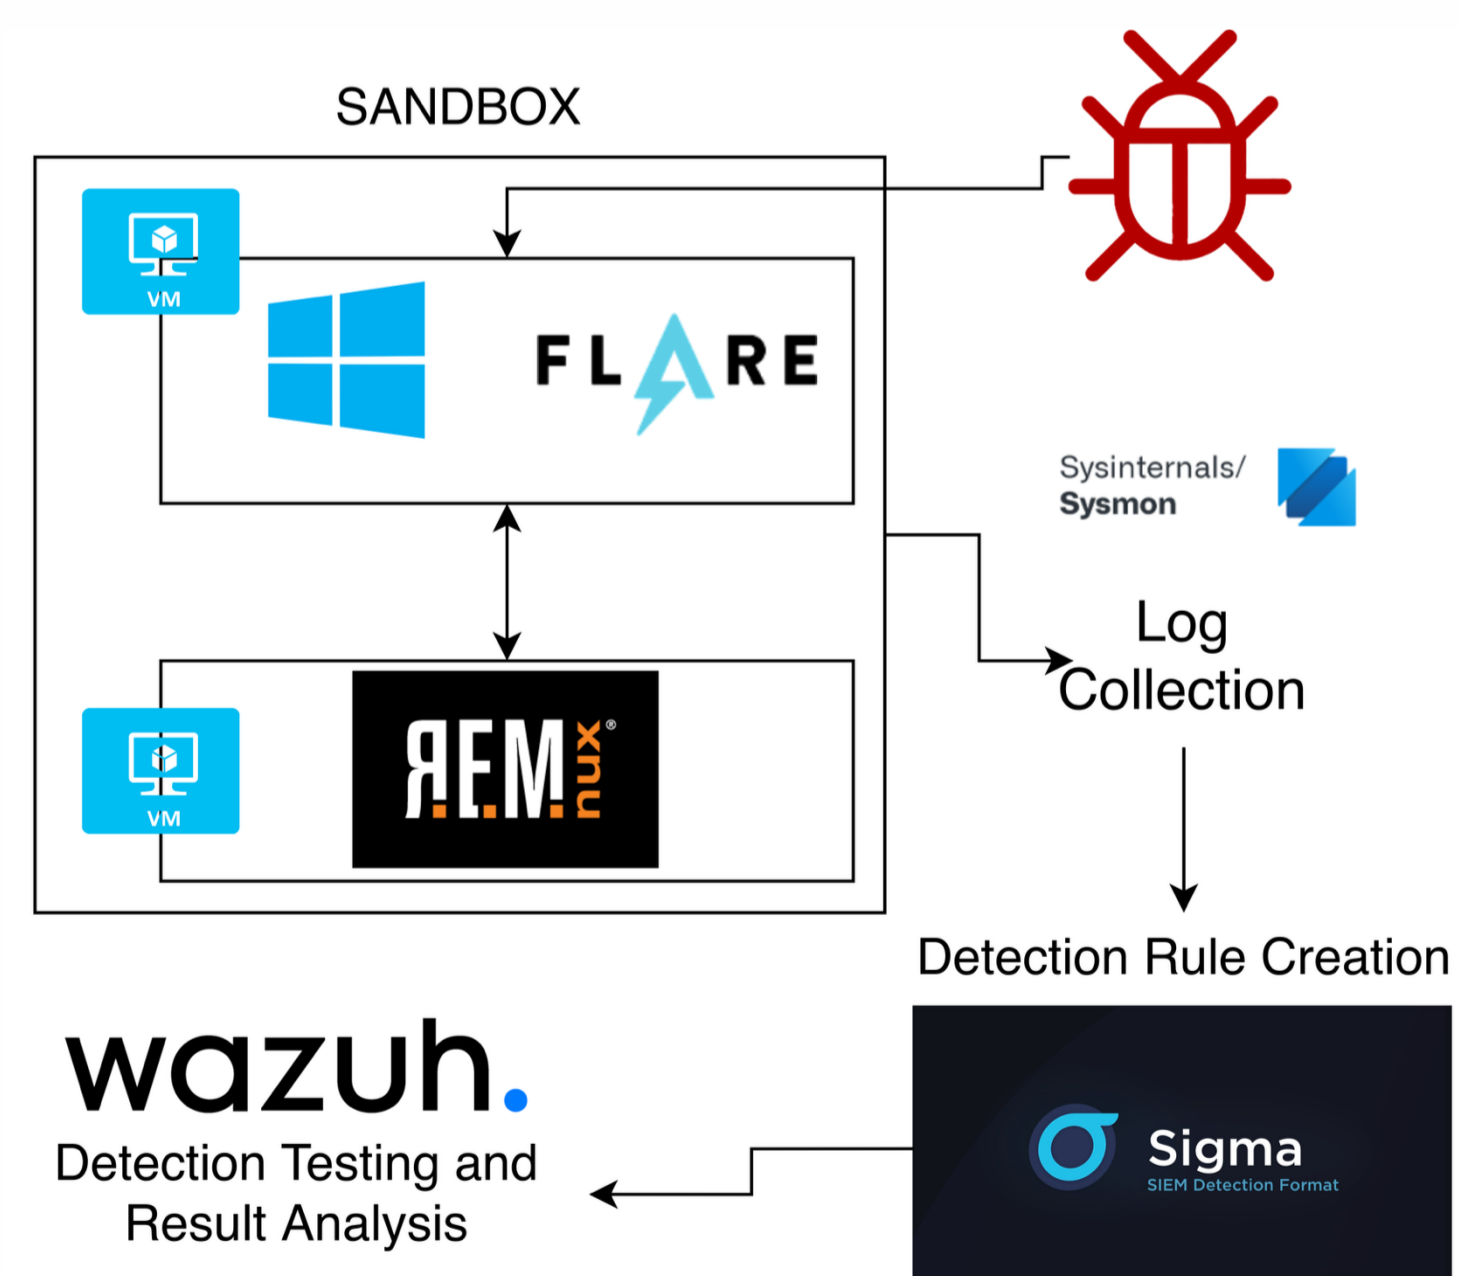 SANDBOX
VM
FLARE
Sysinternals/
Sysmon
Log
Collection
VM
REMnux®
Detection Rule Creation
wazuh.
Detection Testing and
Result Analysis
Sigma
SIEM Detection Format